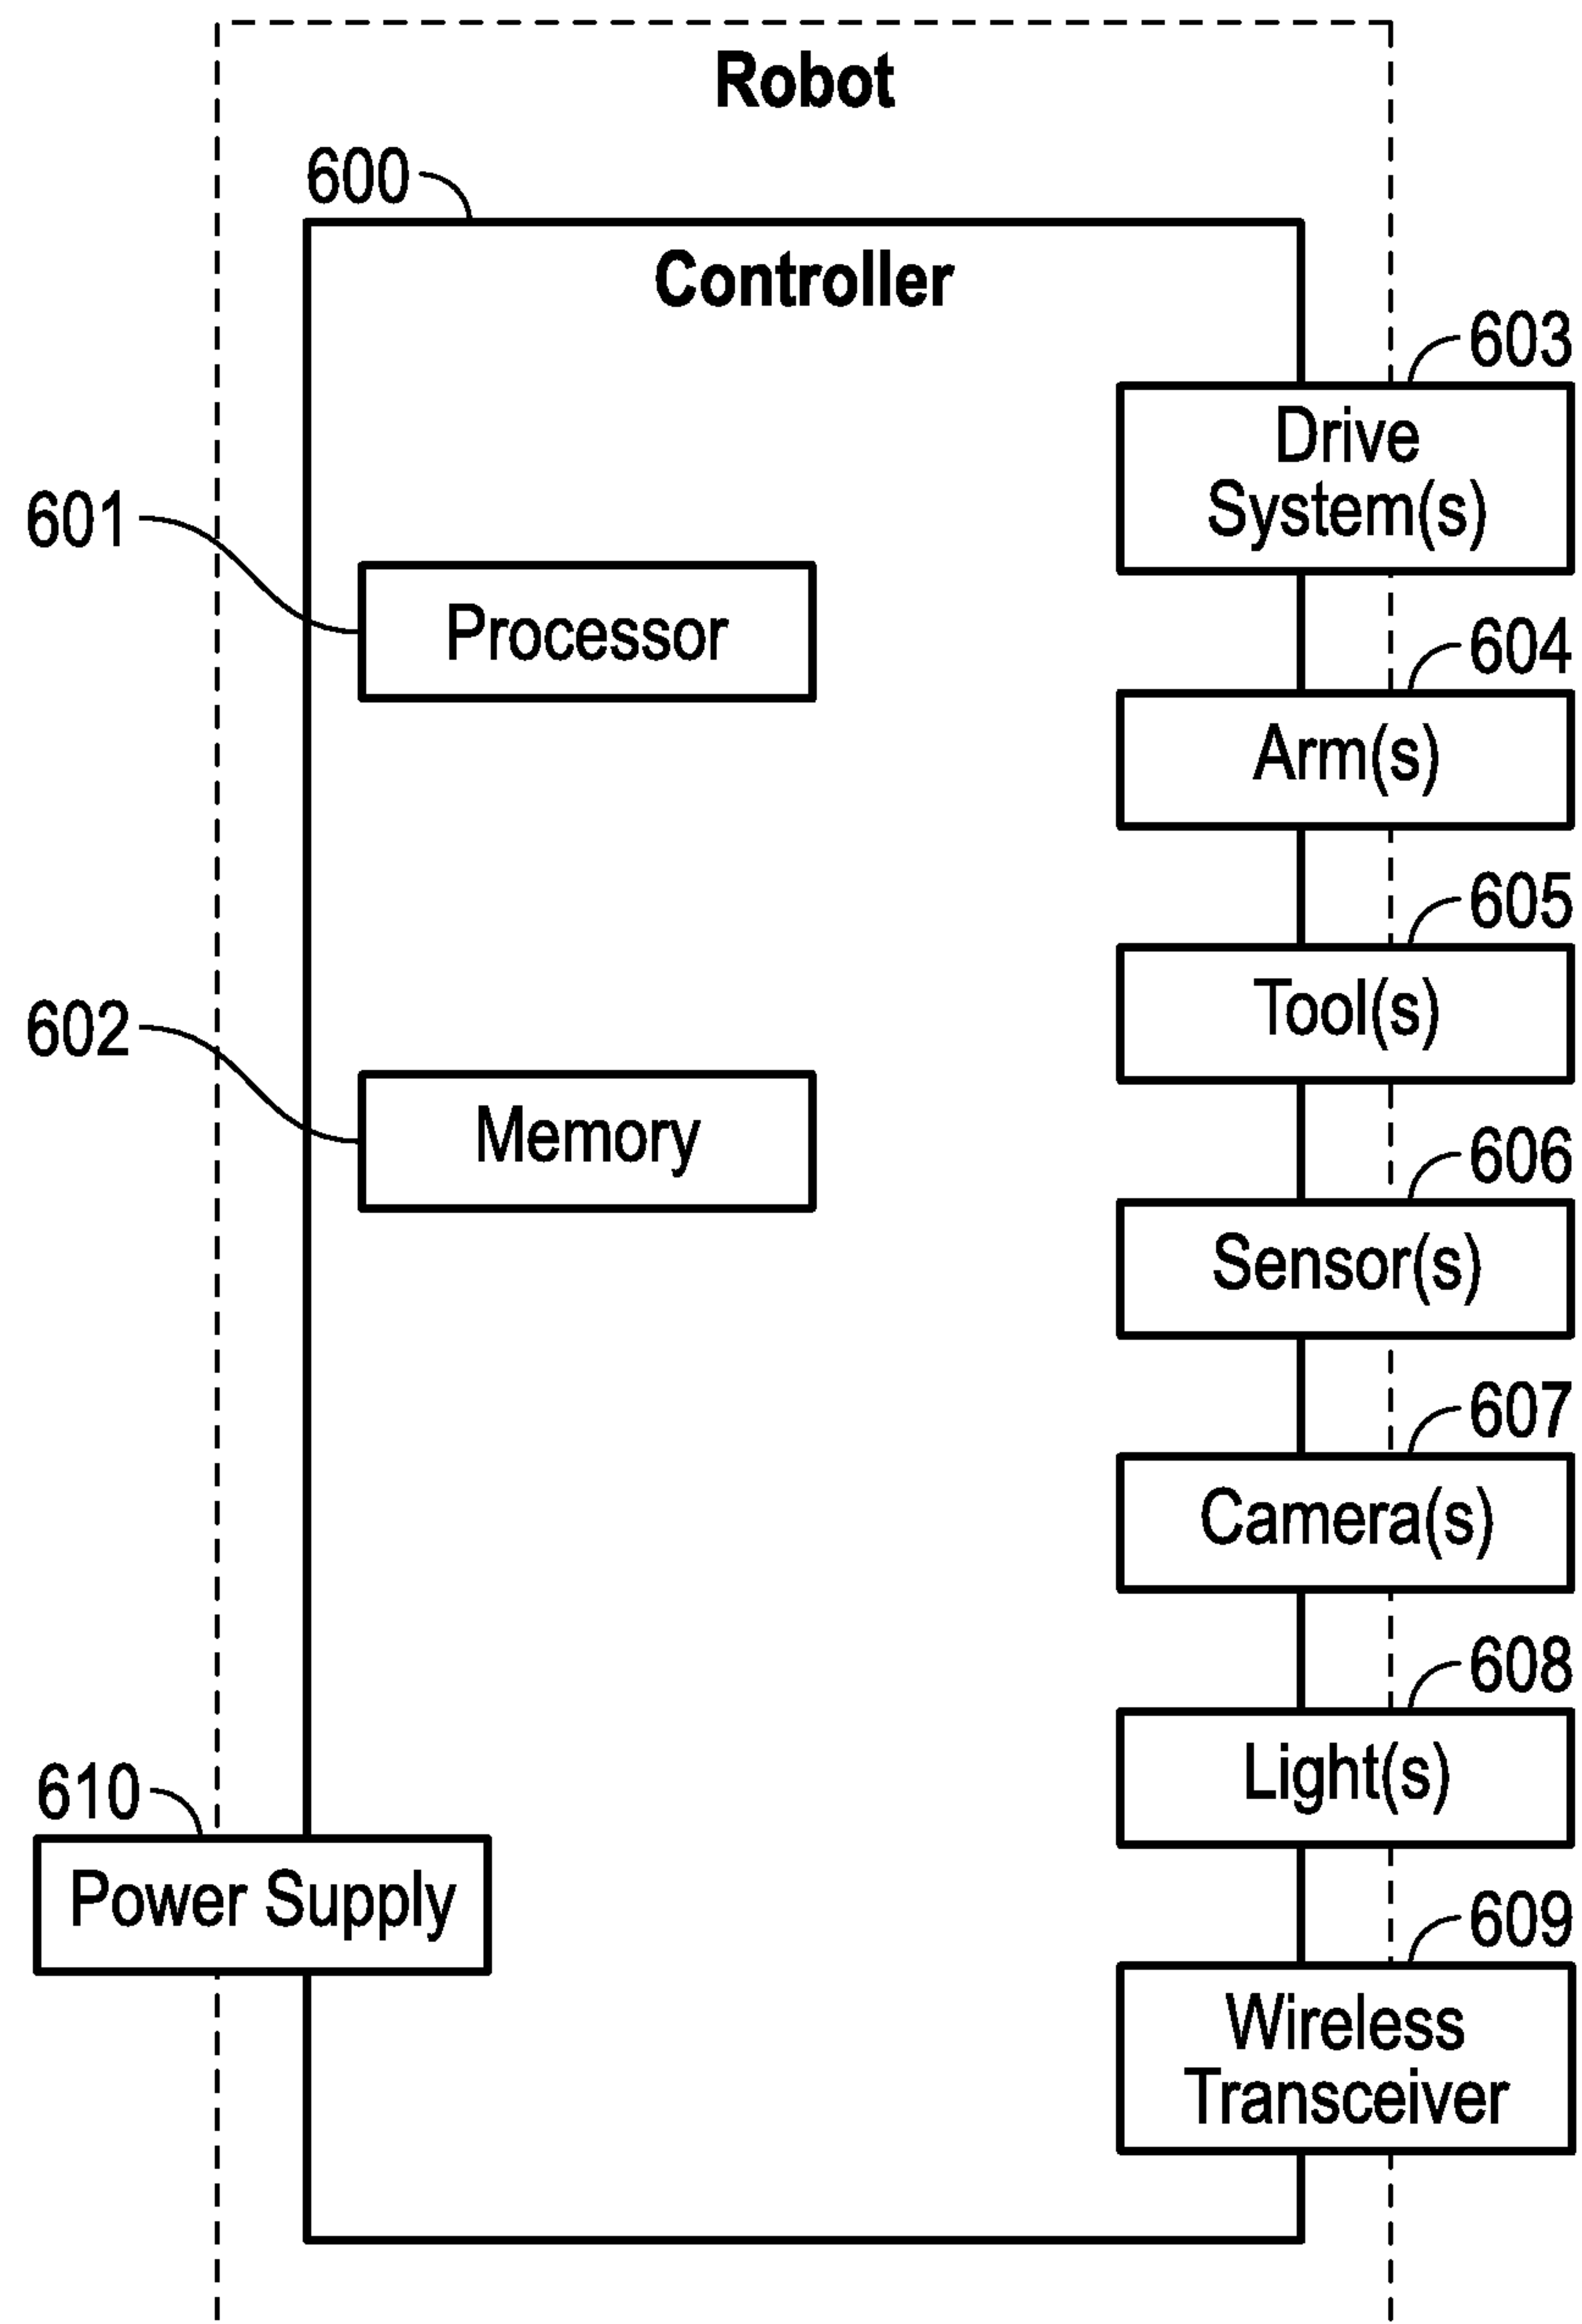 Robot
600
Controller
603
Drive
System(s)
601
Processor
604
Arm(s)
605
Tool(s)
602
Memory
606
Sensor(s)
607
Camera(s)
608
Light(s)
610
Power Supply
609
Wireless
Transceiver